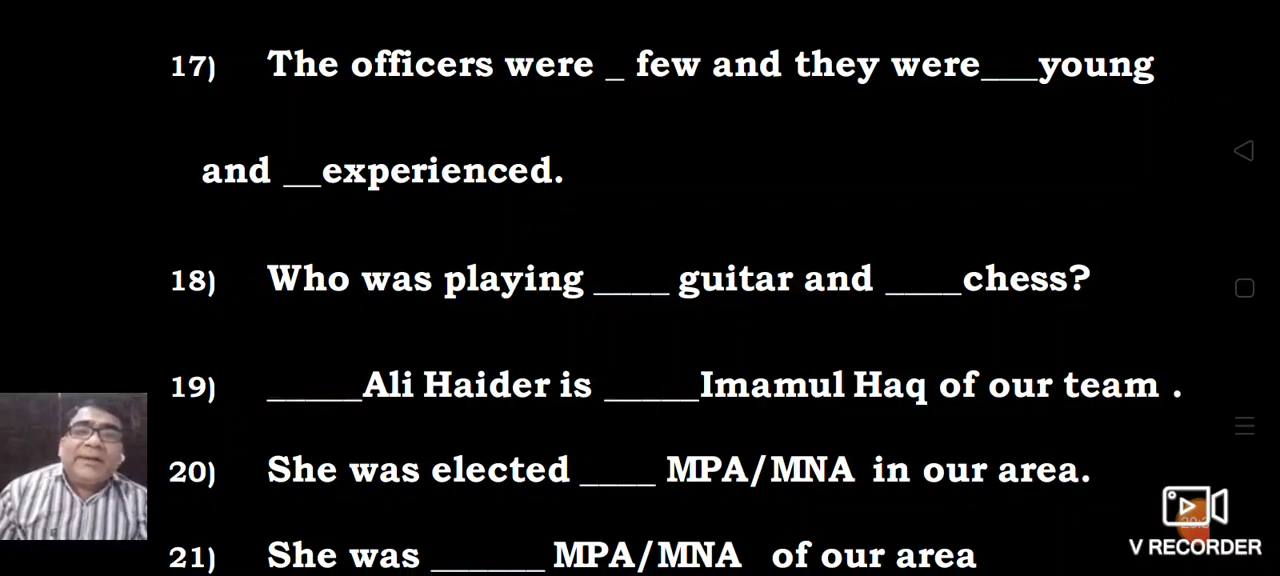 17) The officers were _ few and they were___young
and __experienced.
18) Who was playing ____ guitar and ____chess?
19) _____Ali Haider is _____Imamul Haq of our team .
20) She was elected ____ MPA/MNA in our area.
21) She was ______ MPA/MNA of our area
V RECORDER